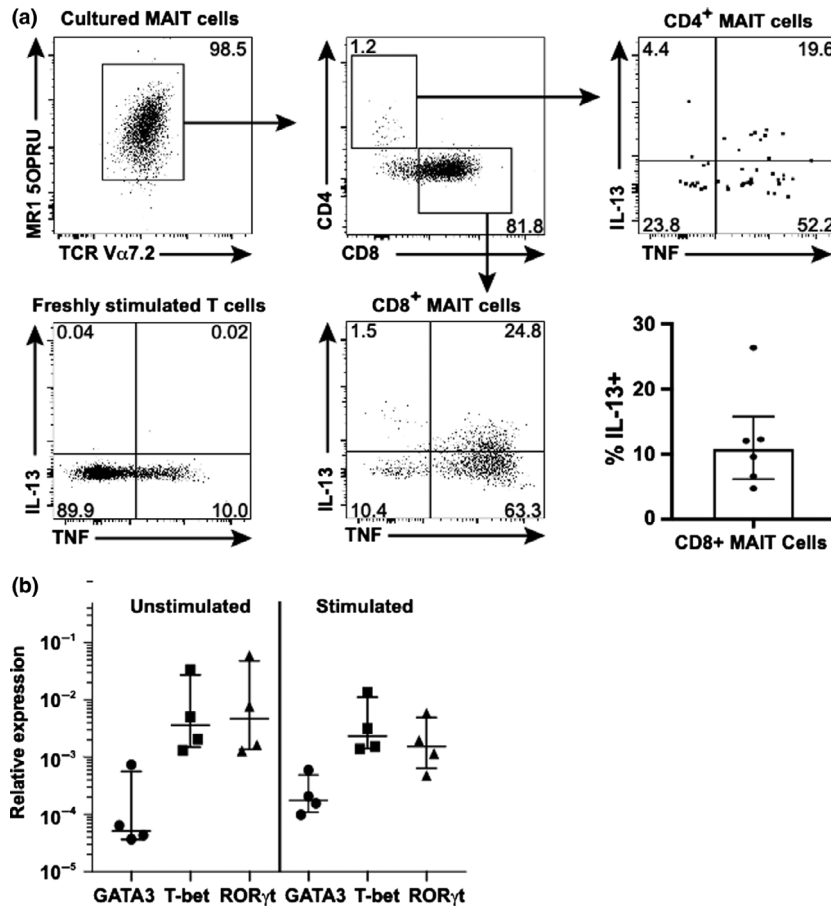 (a)
Cultured MAIT cells
98.5
MR1 5OPRU
TCR Vα7.2
1.2
CD4
81.8
CD8
CD4+ MAIT cells
4.4
19.6
IL-13
23.8
52.2
TNF
Freshly stimulated T cells
0.04
0.02
IL-13
89.9
10.0
TNF
CD8+ MAIT cells
1.5
24.8
IL-13
10.4
63.3
TNF
% IL-13+
30
20
10
0
CD8+ MAIT Cells
(b)
Unstimulated
Stimulated
Relative expression
10⁻¹
10⁻²
10⁻³
10⁻⁴
10⁻⁵
GATA3 T-bet RORγt GATA3 T-bet RORγt